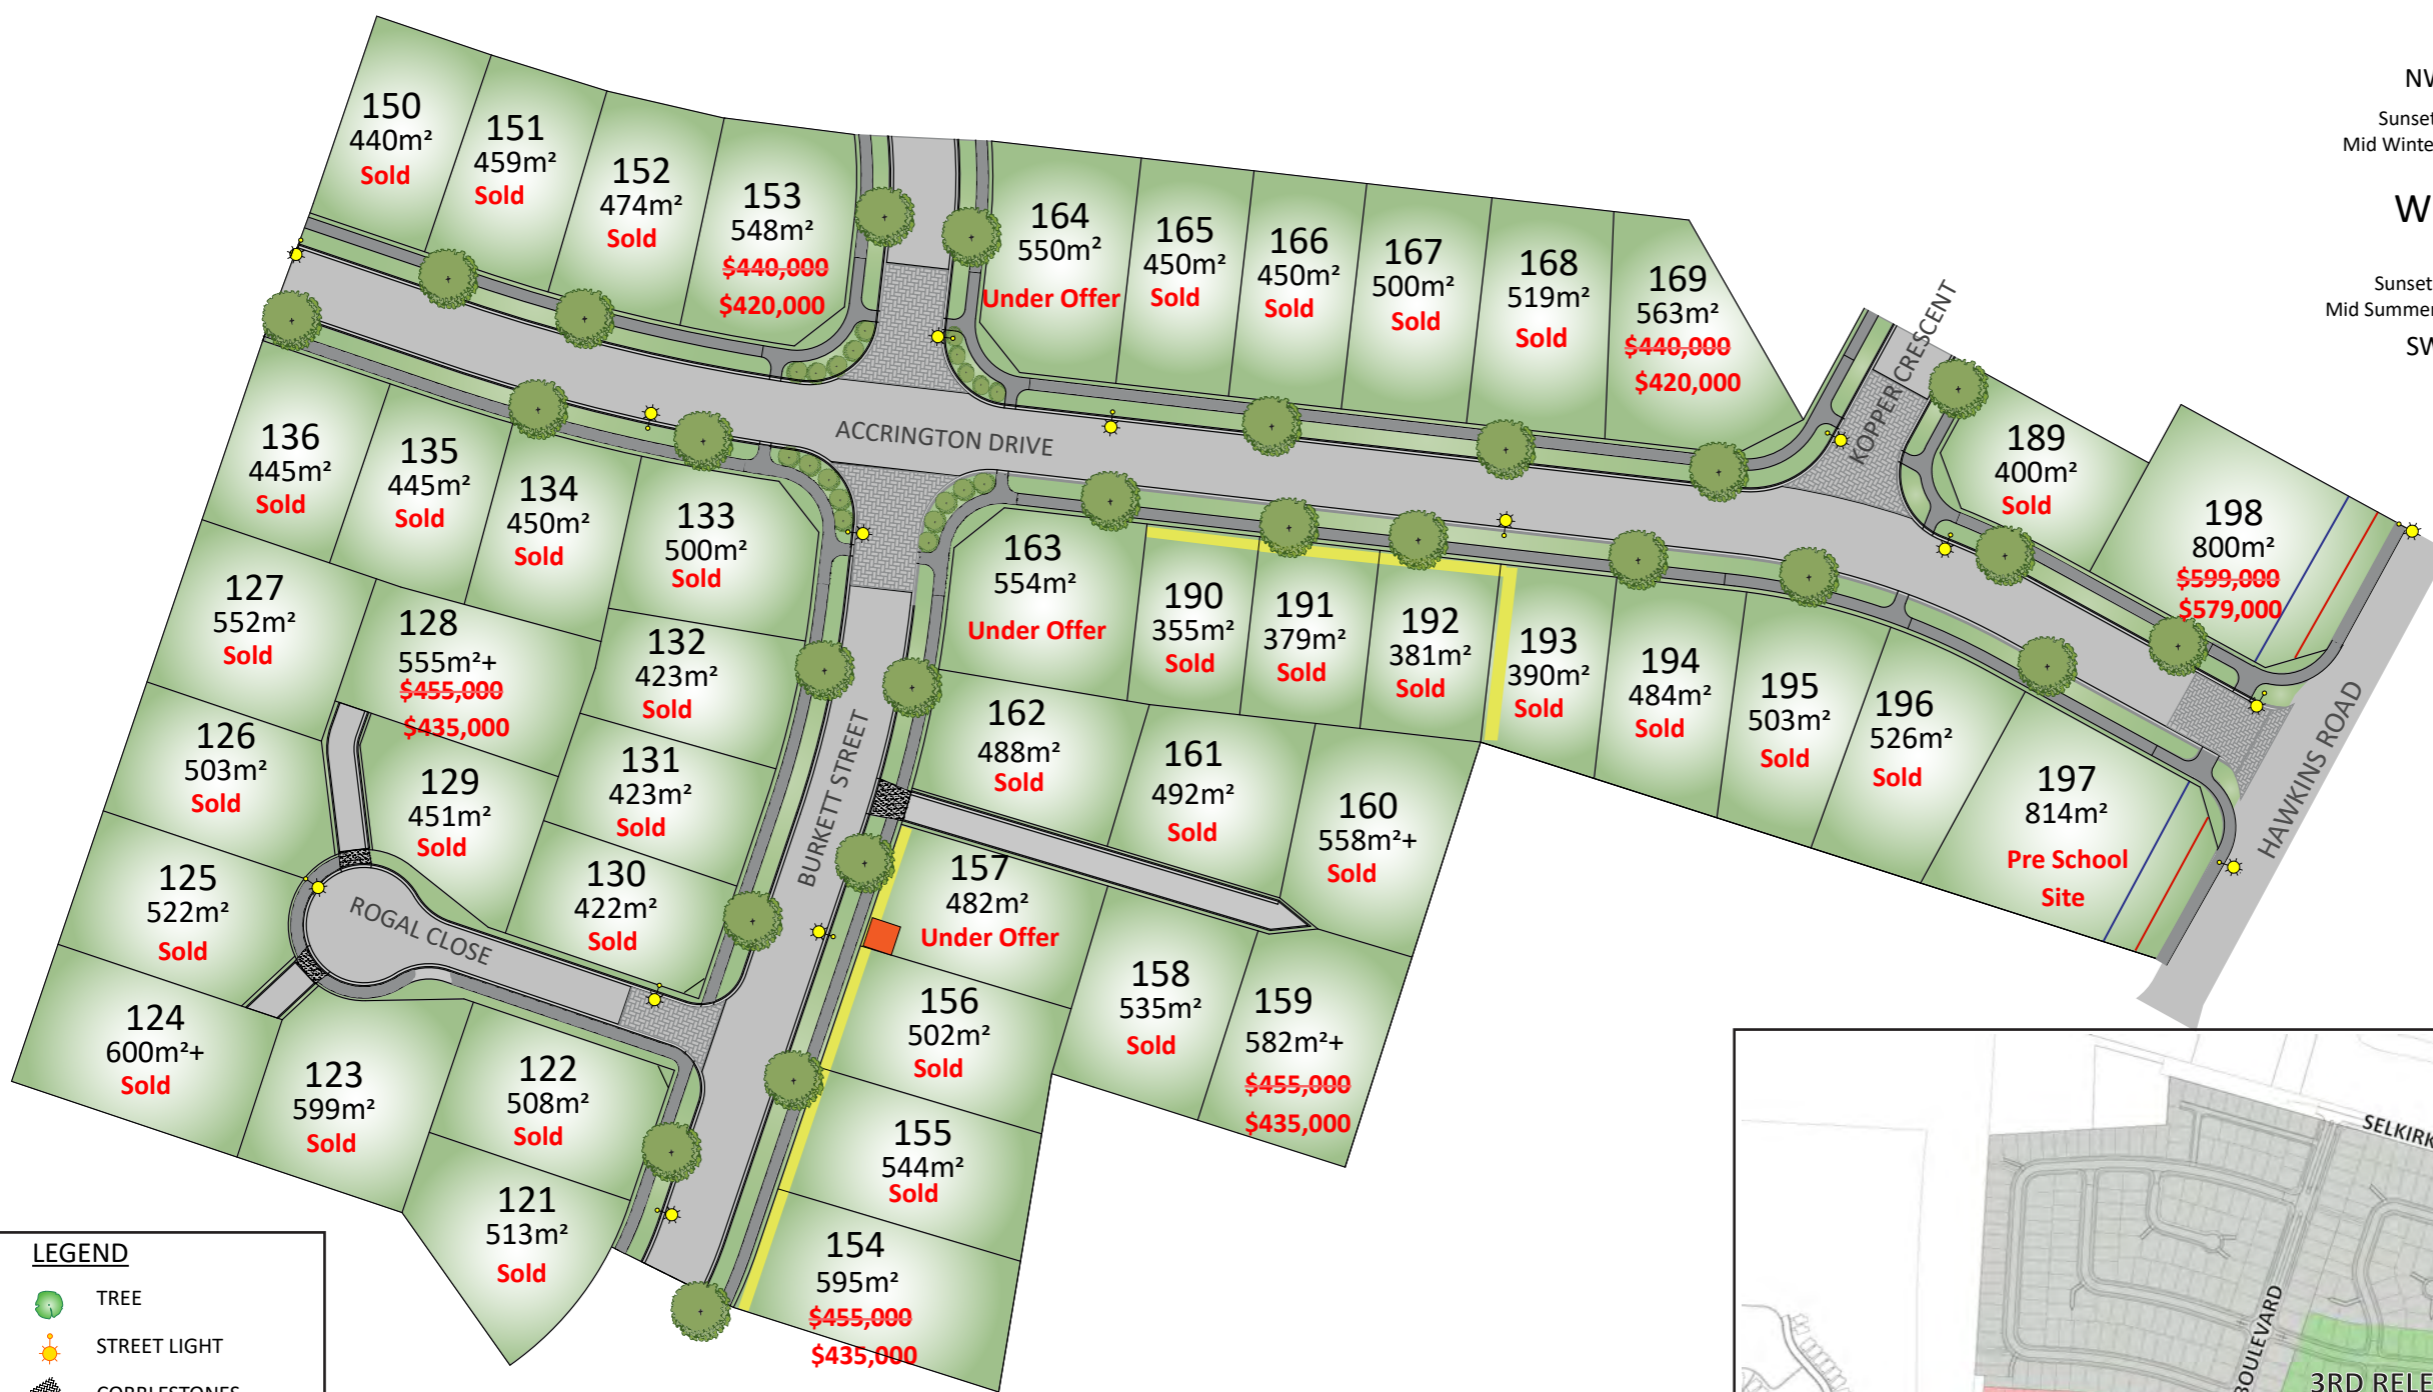 150
440m²
Sold
151
459m²
Sold
152
474m²
Sold
153
548m²
$440,000
$420,000
164
550m²
Under Offer
165
450m²
Sold
166
450m²
Sold
167
500m²
Sold
168
519m²
Sold
169
563m²
$440,000
$420,000
KOPPER CRESCENT
189
400m²
Sold
198
800m²
$599,000
$579,000
Sunset
SW
ACCRINGTON DRIVE
136
445m²
Sold
135
445m²
Sold
134
450m²
Sold
133
500m²
Sold
163
554m²
Under Offer
190
355m²
Sold
191
379m²
Sold
192
381m²
Sold
193
390m²
Sold
194
484m²
Sold
195
503m²
Sold
196
526m²
Sold
197
814m²
Pre School
Site
HAWKINS ROAD
127
552m²
Sold
128
555m²+
$455,000
$435,000
132
423m²
Sold
126
503m²
Sold
129
451m²
Sold
131
423m²
Sold
BURKETT STREET
162
488m²
Sold
161
492m²
Sold
160
558m²+
Sold
125
522m²
Sold
ROGAL CLOSE
130
422m²
Sold
157
482m²
Under Offer
124
600m²+
Sold
123
599m²
Sold
122
508m²
Sold
121
513m²
Sold
156
502m²
Sold
158
535m²
Sold
159
582m²+
$455,000
$435,000
155
544m²
Sold
154
595m²
$455,000
$435,000
LEGEND
TREE
STREET LIGHT
SELKIRK
BOULEVARD
3RD